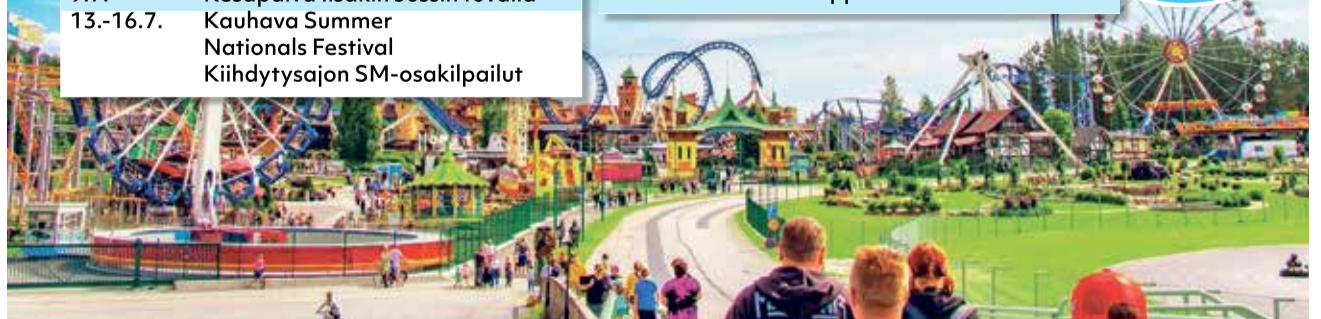 13.-16.7. Kauhava Summer
Nationals Festival
Kiihdytysajon SM-osakilpailut